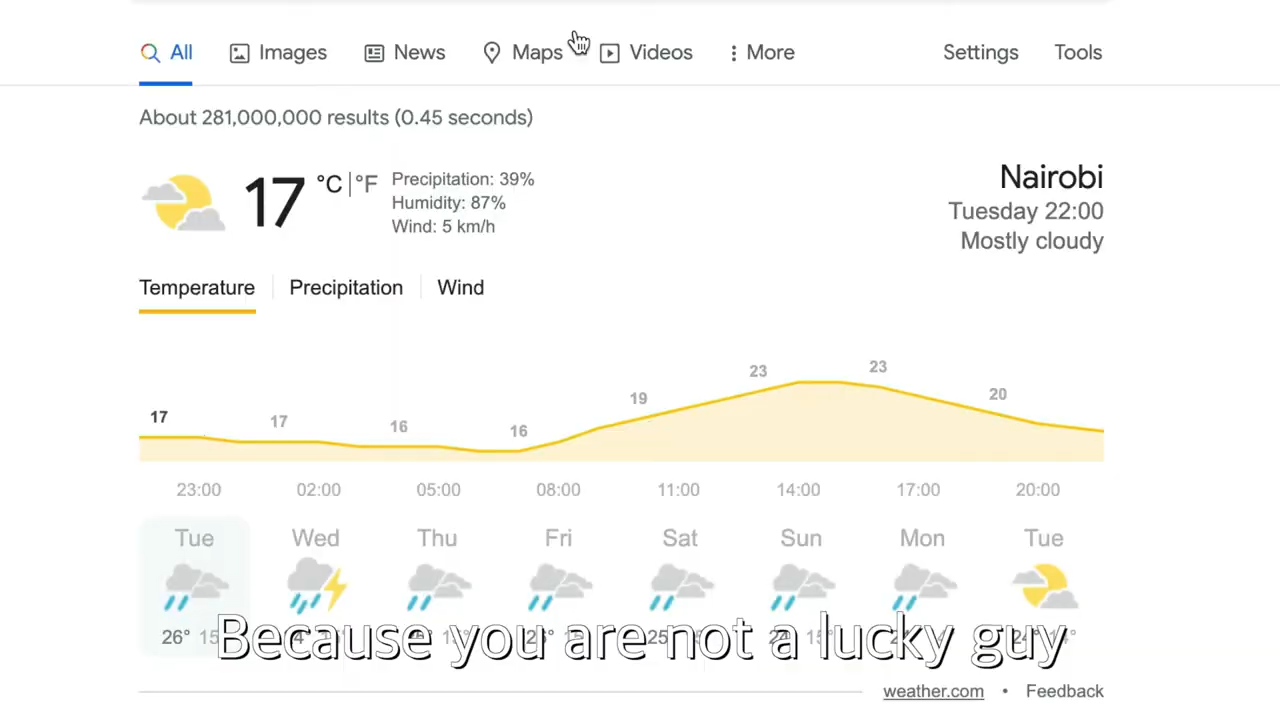 All Images News Maps Videos More Settings Tools
About 281,000,000 results (0.45 seconds)
17 °C | °F
Precipitation: 39%
Humidity: 87%
Wind: 5 km/h
Nairobi
Tuesday 22:00
Mostly cloudy
Temperature Precipitation Wind
17 17 16 16 19 23 23 20
23:00 02:00 05:00 08:00 11:00 14:00 17:00 20:00
Tue Wed Thu Fri Sat Sun Mon Tue
26°
Because you are not a lucky guy
weather.com • Feedback